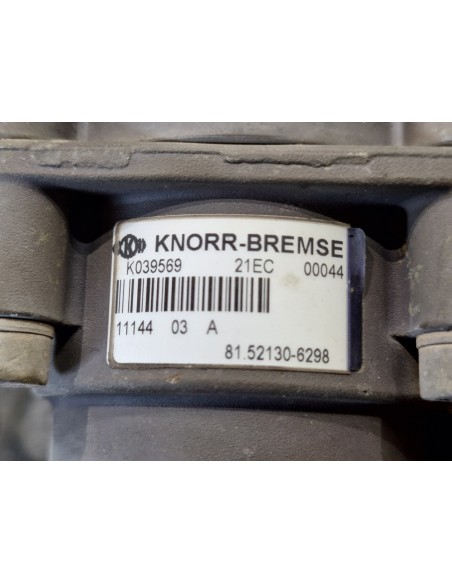 KNORR-BREMSE
K039569 21EC 00044
11144 03 A
81.52130-6298